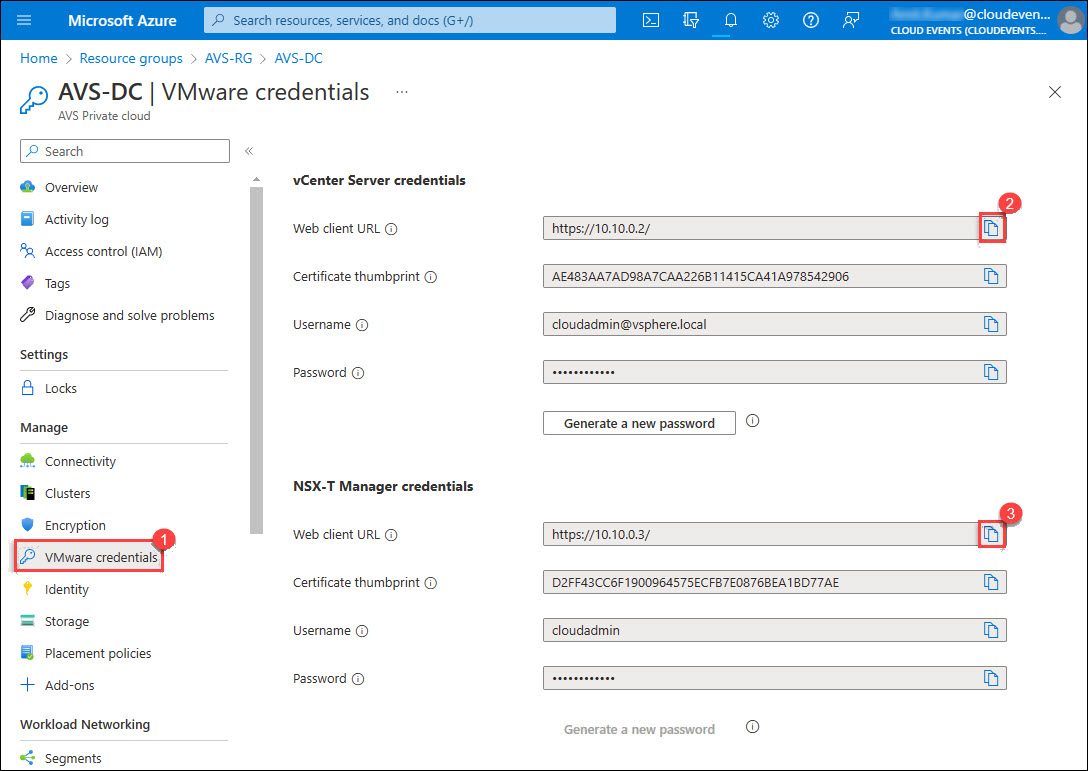 Microsoft Azure
Search resources, services, and docs (G+/)
@cloudeven...
CLOUD EVENTS (CLOUDEVENTS....
Home > Resource groups > AVS-RG > AVS-DC
AVS-DC | VMware credentials ...
AVS Private cloud
Search
«
Overview
Activity log
Access control (IAM)
Tags
Diagnose and solve problems
Settings
Locks
Manage
Connectivity
Clusters
Encryption
VMware credentials
1
Identity
Storage
Placement policies
Add-ons
Workload Networking
Segments
vCenter Server credentials
2
Web client URL https://10.10.0.2/
Certificate thumbprint AE483AA7AD98A7CAA226B11415CA41A978542906
Username cloudadmin@vsphere.local
Password ••••••••••••
Generate a new password
NSX-T Manager credentials
3
Web client URL https://10.10.0.3/
Certificate thumbprint D2FF43CC6F1900964575ECFB7E0876BEA1BD77AE
Username cloudadmin
Password ••••••••••••
Generate a new password